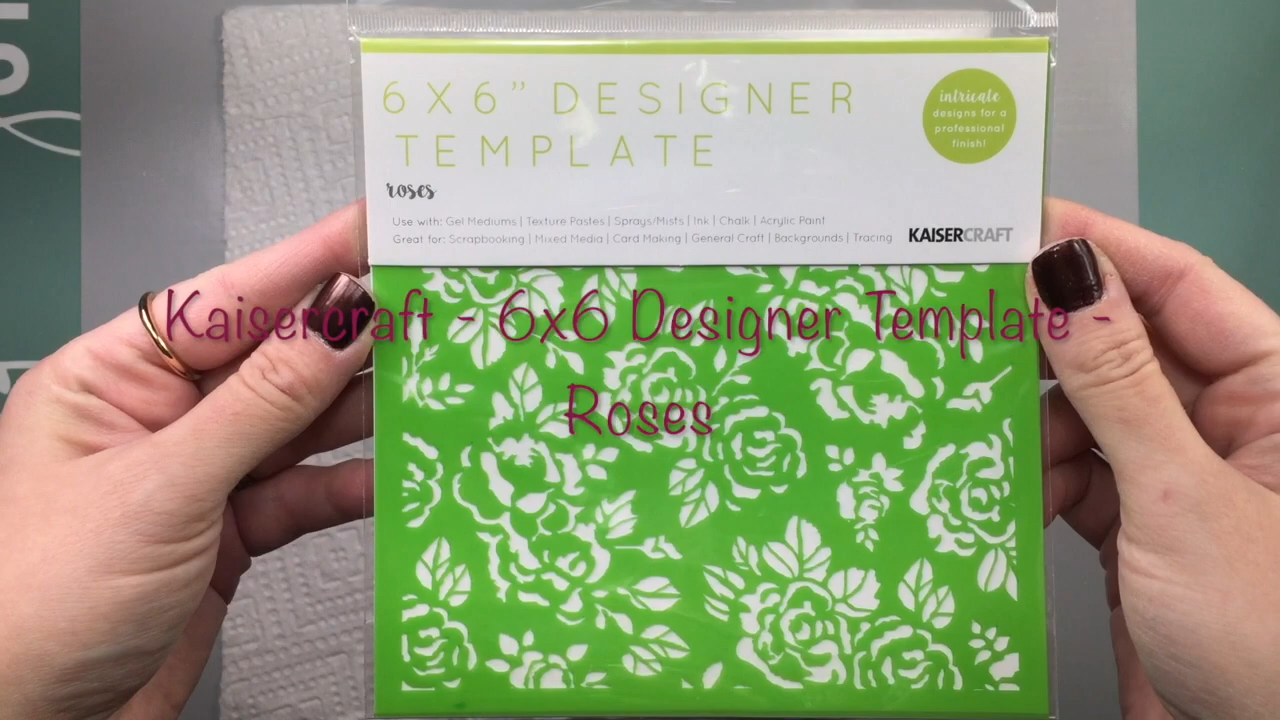 6 X 6" DESIGNER
TEMPLATE
roses
intricate
designs for a
professional
finish!
Use with: Gel Mediums | Texture Pastes | Sprays/Mists | Ink | Chalk | Acrylic Paint
Great for: Scrapbooking | Mixed Media | Card Making | General Craft | Backgrounds | Tracing
KAISERCRAFT
Kaisercraft - 6x6 Designer Template -
Roses